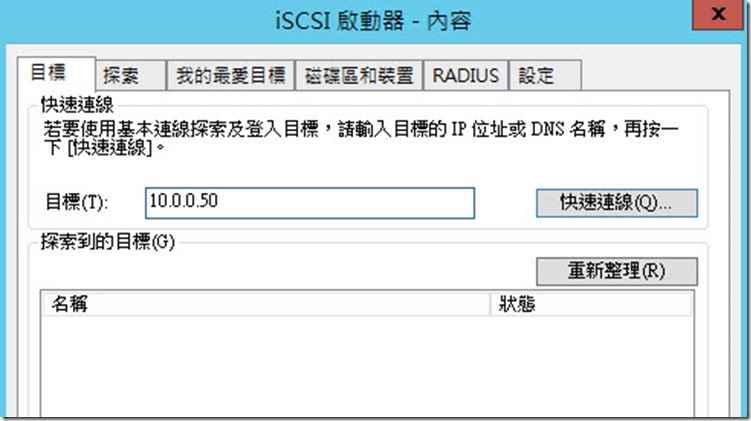 iSCSI 啟動器 - 內容
x
目標 探索 我的最愛目標 磁碟區和裝置 RADIUS 設定
快速連線
若要使用基本連線探索及登入目標，請輸入目標的 IP 位址或 DNS 名稱，再按一
下 [快速連線]。
目標(T): 10.0.0.50 快速連線(Q)...
探索到的目標(G)
重新整理(R)
名稱 狀態